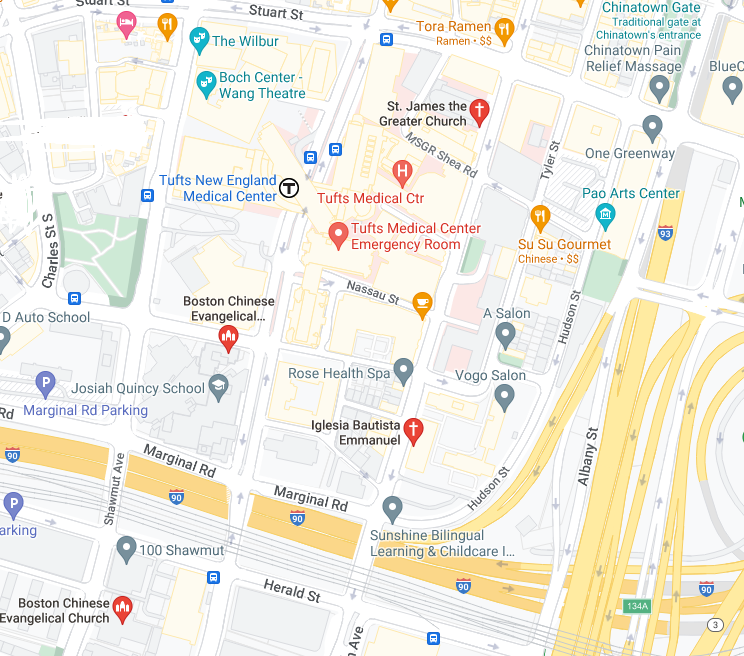 Stuart St
Stuart St
Chinatown Gate
Traditional gate at
Chinatown's entrance
Tora Ramen
Ramen • $$
The Wilbur
Chinatown Pain
Relief Massage
BlueC
Boch Center -
Wang Theatre
St. James the
Greater Church
MSGR Shea Rd
Tyler St
One Greenway
Tufts New England
Medical Center
T
H
Tufts Medical Ctr
Pao Arts Center
93
Tufts Medical Center
Emergency Room
Su Su Gourmet
Chinese • $$
Charles St S
Nassau St
Hudson St
Boston Chinese
Evangelical...
D Auto School
A Salon
P
Josiah Quincy School
Rose Health Spa
Vogo Salon
Marginal Rd Parking
Rd
Iglesia Bautista
Emmanuel
90
Marginal Rd
Albany St
Shawmut Ave
90
Marginal Rd
90
Hudson St
P
arking
Sunshine Bilingual
Learning & Childcare I...
100 Shawmut
Herald St
90
90
134A
3
Boston Chinese
Evangelical Church
n Ave